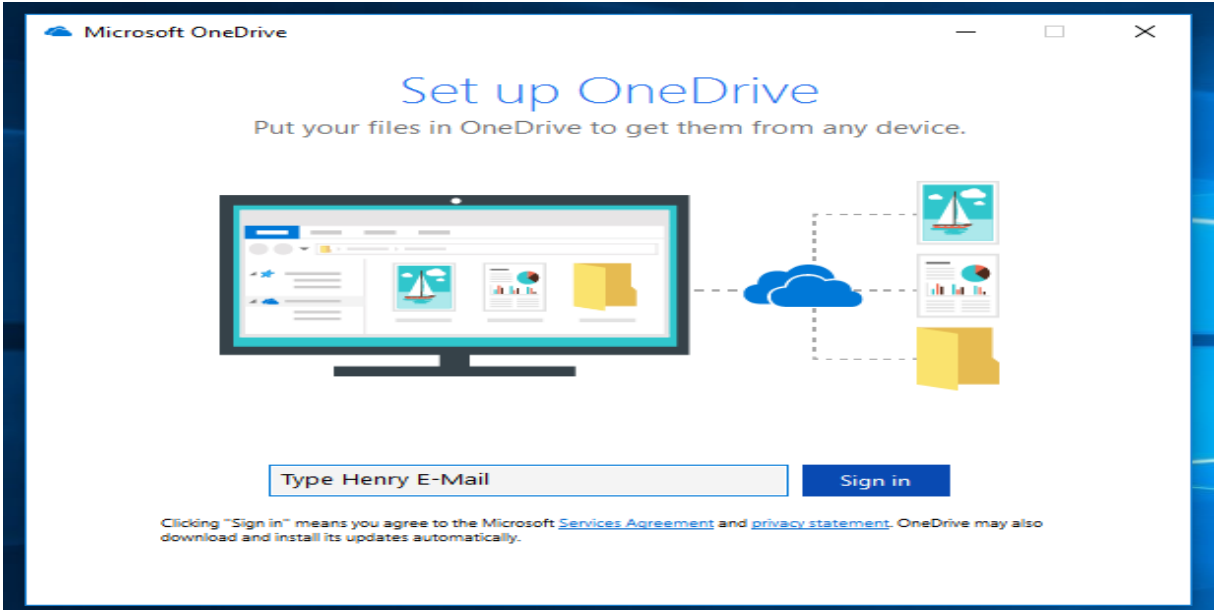 Microsoft OneDrive
Set up OneDrive
Put your files in OneDrive to get them from any device.
Type Henry E-Mail
Sign in
Clicking "Sign in" means you agree to the Microsoft Services Agreement and privacy statement. OneDrive may also
download and install its updates automatically.